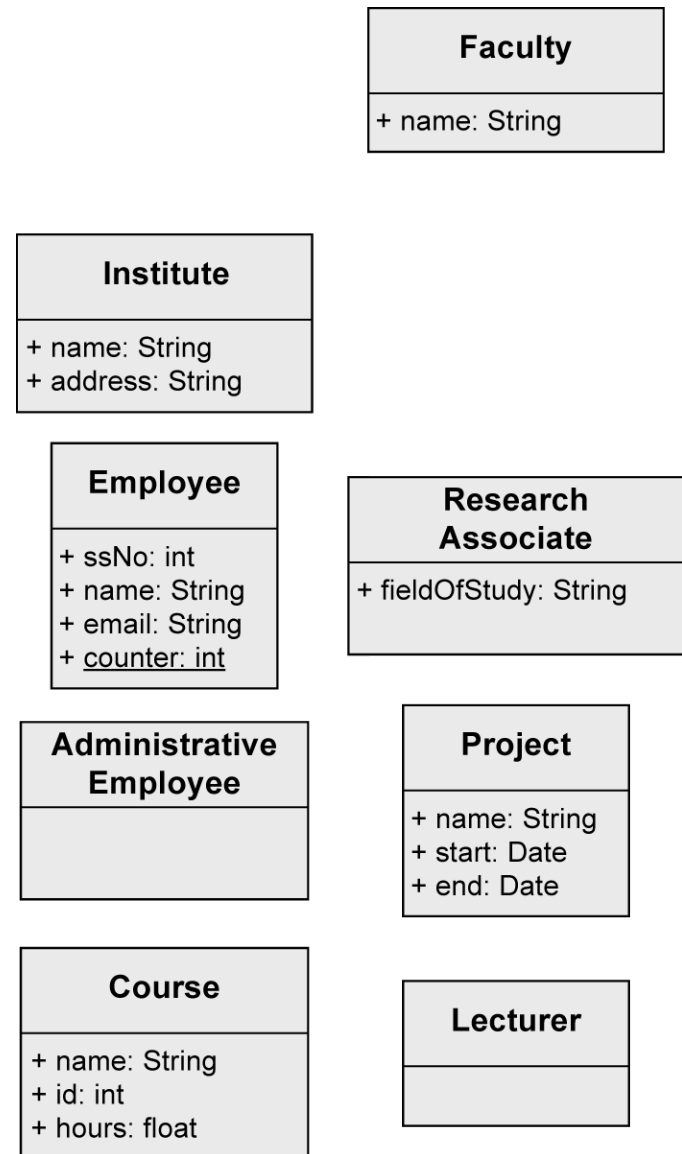 Faculty
+ name: String
Institute
+ name: String
+ address: String
Employee
+ ssNo: int
+ name: String
+ email: String
+ counter: int
Research
Associate
+ fieldOfStudy: String
Administrative
Employee
Project
+ name: String
+ start: Date
+ end: Date
Course
+ name: String
+ id: int
+ hours: float
Lecturer